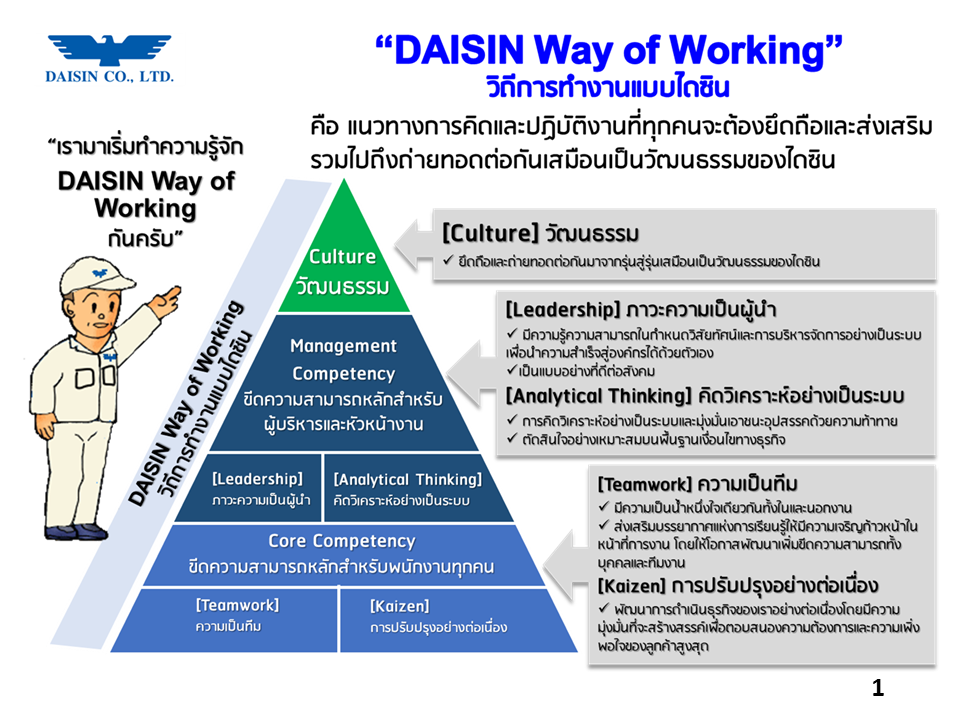 DAISIN CO., LTD.
“DAISIN Way of Working”
วิถีการทำงานแบบไดซิน
คือ แนวทางการคิดและปฏิบัติงานที่ทุกคนจะต้องยึดถือและส่งเสริม
รวมไปถึงถ่ายทอดต่อกันเสมือนเป็นวัฒนธรรมของไดซิน
“เรามาเริ่มทำความรู้จัก
DAISIN Way of
Working
กันครับ”
DAISIN Way of Working
วิถีการทำงานแบบไดซิน
Culture
วัฒนธรรม
Management
Competency
ขีดความสามารถหลักสำหรับ
ผู้บริหารและหัวหน้างาน
[Leadership]
ภาวะความเป็นผู้นำ
[Analytical Thinking]
คิดวิเคราะห์อย่างเป็นระบบ
Core Competency
ขีดความสามารถหลักสำหรับพนักงานทุกคน
[Teamwork]
ความเป็นทีม
[Kaizen]
การปรับปรุงอย่างต่อเนื่อง
[Culture] วัฒนธรรม
✓ ยึดถือและถ่ายทอดต่อกันมาจากรุ่นสู่รุ่นเสมือนเป็นวัฒนธรรมของไดซิน
[Leadership] ภาวะความเป็นผู้นำ
✓ มีความรู้ความสามารถในกำหนดวิสัยทัศน์และการบริหารจัดการอย่างเป็นระบบ
เพื่อนำความสำเร็จสู่องค์กรได้ด้วยตัวเอง
✓เป็นแบบอย่างที่ดีต่อสังคม
[Analytical Thinking] คิดวิเคราะห์อย่างเป็นระบบ
✓ การคิดวิเคราะห์อย่างเป็นระบบและมุ่งมั่นเอาชนะอุปสรรคด้วยความท้าทาย
✓ ตัดสินใจอย่างเหมาะสมบนพื้นฐานเงื่อนไขทางธุรกิจ
[Teamwork] ความเป็นทีม
✓ มีความเป็นน้ำหนึ่งใจเดียวกันทั้งในและนอกงาน
✓ ส่งเสริมบรรยากาศแห่งการเรียนรู้ให้มีความเจริญก้าวหน้าใน
หน้าที่การงาน โดยให้โอกาสพัฒนาเพิ่มขีดความสามารถทั้ง
บุคคลและทีมงาน
[Kaizen] การปรับปรุงอย่างต่อเนื่อง
✓ พัฒนาการดำเนินธุรกิจของเราอย่างต่อเนื่องโดยมีความ
มุ่งมั่นที่จะสร้างสรรค์เพื่อตอบสนองความต้องการและความพึง
พอใจของลูกค้าสูงสุด
1